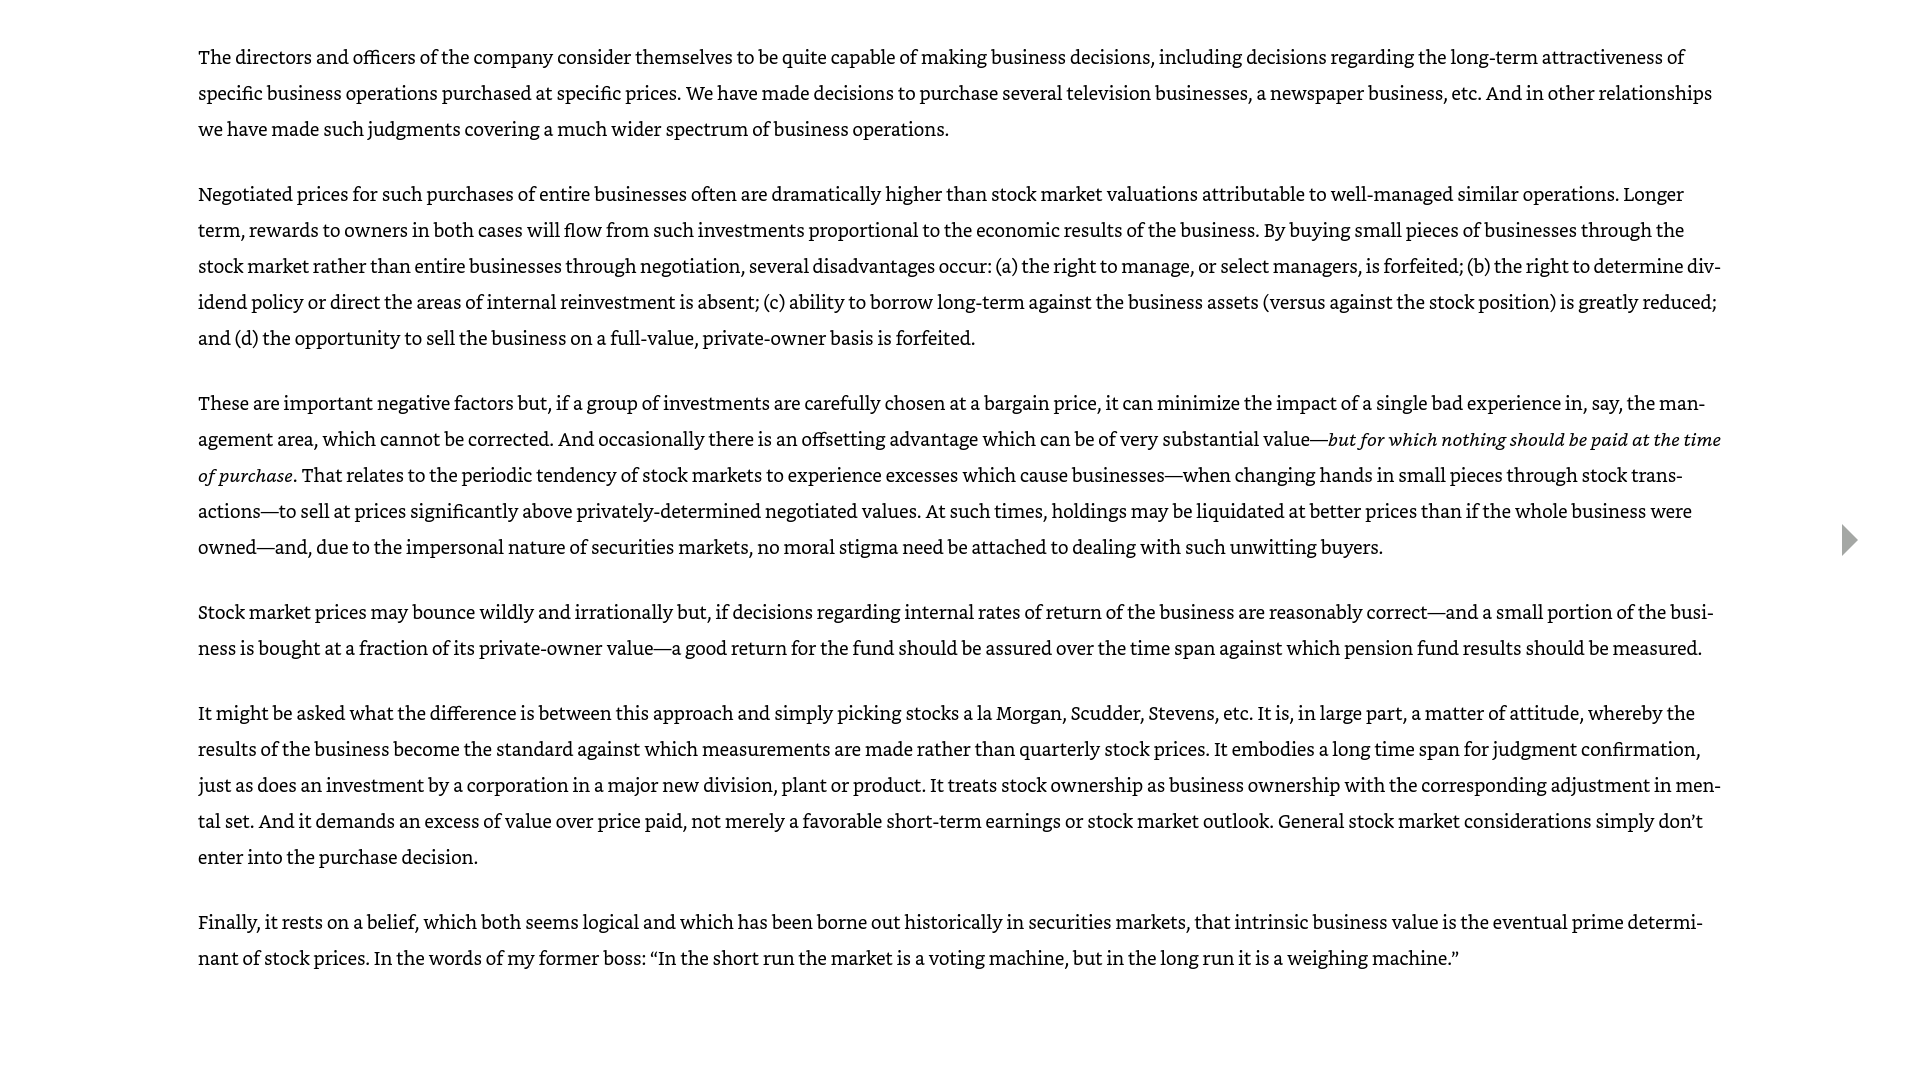 The directors and officers of the company consider themselves to be quite capable of making business decisions, including decisions regarding the long-term attractiveness of
specific business operations purchased at specific prices. We have made decisions to purchase several television businesses, a newspaper business, etc. And in other relationships
we have made such judgments covering a much wider spectrum of business operations.
Negotiated prices for such purchases of entire businesses often are dramatically higher than stock market valuations attributable to well-managed similar operations. Longer
term, rewards to owners in both cases will flow from such investments proportional to the economic results of the business. By buying small pieces of businesses through the
stock market rather than entire businesses through negotiation, several disadvantages occur: (a) the right to manage, or select managers, is forfeited; (b) the right to determine div-
idend policy or direct the areas of internal reinvestment is absent; (c) ability to borrow long-term against the business assets (versus against the stock position) is greatly reduced;
and (d) the opportunity to sell the business on a full-value, private-owner basis is forfeited.
These are important negative factors but, if a group of investments are carefully chosen at a bargain price, it can minimize the impact of a single bad experience in, say, the man-
agement area, which cannot be corrected. And occasionally there is an offsetting advantage which can be of very substantial value—but for which nothing should be paid at the time
of purchase. That relates to the periodic tendency of stock markets to experience excesses which cause businesses—when changing hands in small pieces through stock trans-
actions—to sell at prices significantly above privately-determined negotiated values. At such times, holdings may be liquidated at better prices than if the whole business were
owned—and, due to the impersonal nature of securities markets, no moral stigma need be attached to dealing with such unwitting buyers.
Stock market prices may bounce wildly and irrationally but, if decisions regarding internal rates of return of the business are reasonably correct—and a small portion of the busi-
ness is bought at a fraction of its private-owner value—a good return for the fund should be assured over the time span against which pension fund results should be measured.
It might be asked what the difference is between this approach and simply picking stocks a la Morgan, Scudder, Stevens, etc. It is, in large part, a matter of attitude, whereby the
results of the business become the standard against which measurements are made rather than quarterly stock prices. It embodies a long time span for judgment confirmation,
just as does an investment by a corporation in a major new division, plant or product. It treats stock ownership as business ownership with the corresponding adjustment in men-
tal set. And it demands an excess of value over price paid, not merely a favorable short-term earnings or stock market outlook. General stock market considerations simply don’t
enter into the purchase decision.
Finally, it rests on a belief, which both seems logical and which has been borne out historically in securities markets, that intrinsic business value is the eventual prime determi-
nant of stock prices. In the words of my former boss: “In the short run the market is a voting machine, but in the long run it is a weighing machine.”